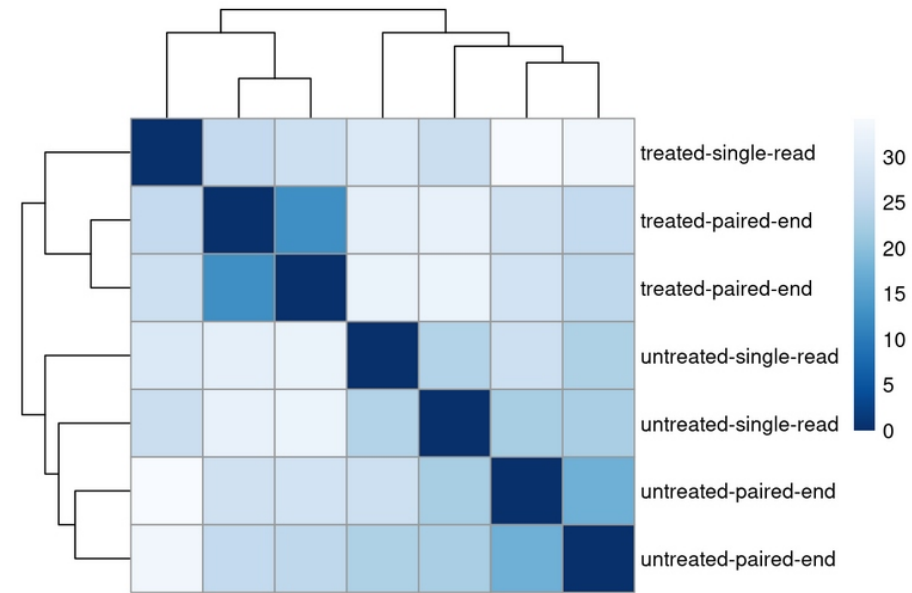 treated-single-read
treated-paired-end
treated-paired-end
untreated-single-read
untreated-single-read
untreated-paired-end
untreated-paired-end
30
25
20
15
10
5
0